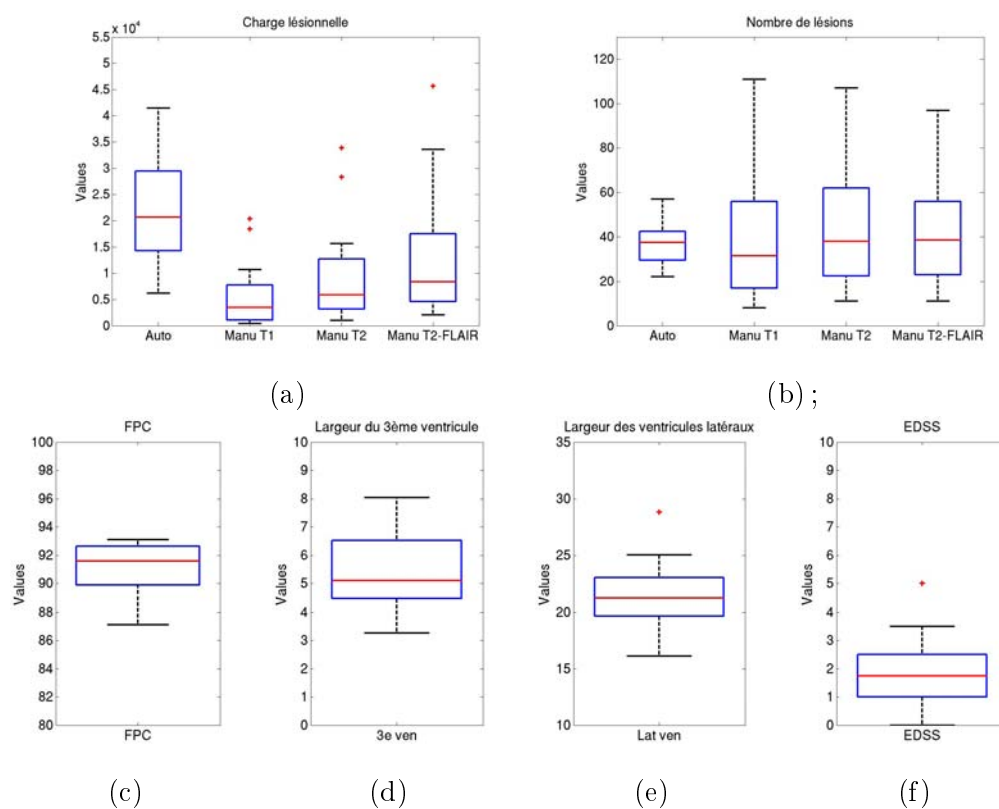 Charge lésionnelle
x 10⁴
5.5
5
4.5
4
3.5
3
2.5
2
1.5
1
0.5
0
Values
Auto Manu T1 Manu T2 Manu T2-FLAIR
(a)
Nombre de lésions
120
100
80
60
40
20
0
Values
Auto Manu T1 Manu T2 Manu T2-FLAIR
(b) ;
FPC
100
98
96
94
92
90
88
86
84
82
80
Values
FPC
(c)
Largeur du 3ème ventricule
10
9
8
7
6
5
4
3
2
1
0
Values
3e ven
(d)
Largeur des ventricules latéraux
35
30
25
20
15
10
Values
Lat ven
(e)
EDSS
10
9
8
7
6
5
4
3
2
1
0
Values
EDSS
(f)